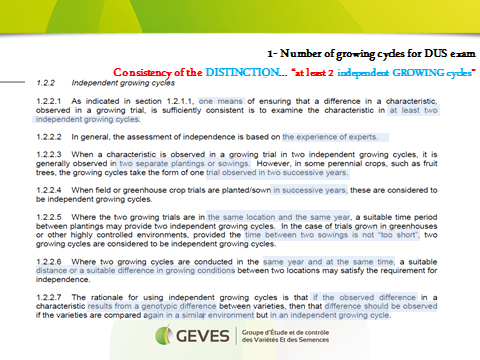 1- Number of growing cycles for DUS exam
Consistency of the DISTINCTION... "at least 2 independent GROWING cycles"
1.2.2 Independent growing cycles
1.2.2.1 As indicated in section 1.2.1.1, one means of ensuring that a difference in a characteristic,
observed in a growing trial, is sufficiently consistent is to examine the characteristic in at least two
independent growing cycles.
1.2.2.2 In general, the assessment of independence is based on the experience of experts.
1.2.2.3 When a characteristic is observed in a growing trial in two independent growing cycles, it is
generally observed in two separate plantings or sowings. However, in some perennial crops, such as fruit
trees, the growing cycles take the form of one trial observed in two successive years.
1.2.2.4 When field or greenhouse crop trials are planted/sown in successive years, these are considered to
be independent growing cycles.
1.2.2.5 Where the two growing trials are in the same location and the same year, a suitable time period
between plantings may provide two independent growing cycles. In the case of trials grown in greenhouses
or other highly controlled environments, provided the time between two sowings is not "too short", two
growing cycles are considered to be independent growing cycles.
1.2.2.6 Where two growing cycles are conducted in the same year and at the same time, a suitable
distance or a suitable difference in growing conditions between two locations may satisfy the requirement for
independence.
1.2.2.7 The rationale for using independent growing cycles is that if the observed difference in a
characteristic results from a genotypic difference between varieties, then that difference should be observed
if the varieties are compared again in a similar environment but in an independent growing cycle.
GEVES
Groupe d'Étude et de contrôle
des Variétés Et des Semences